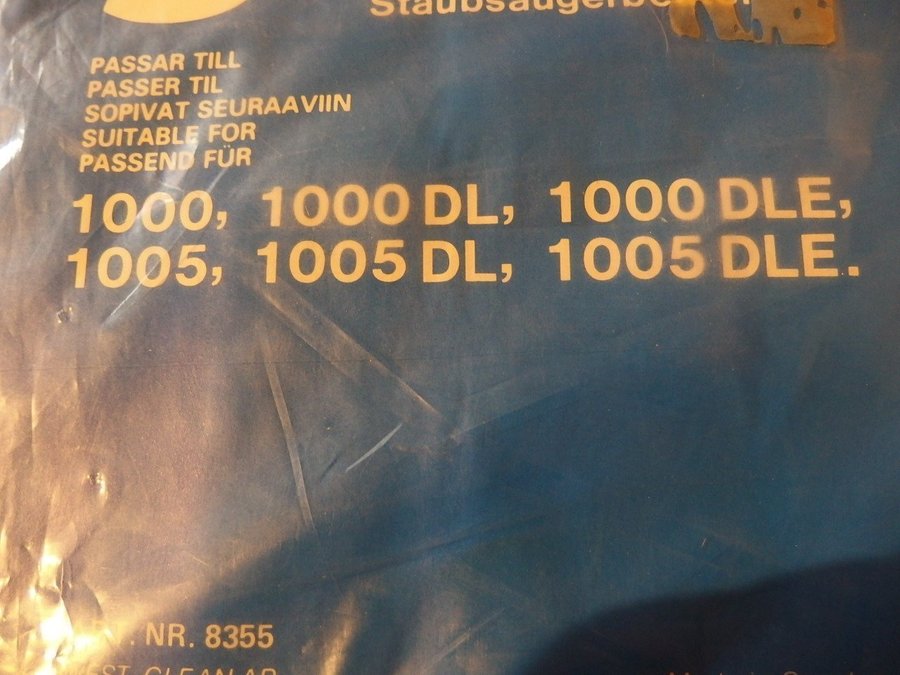 PASSAR TILL
PASSER TIL
SOPIVAT SEURAAVIIN
SUITABLE FOR
PASSEND FÜR
1000, 1000 DL, 1000 DLE,
1005, 1005 DL, 1005 DLE.
NR. 8355